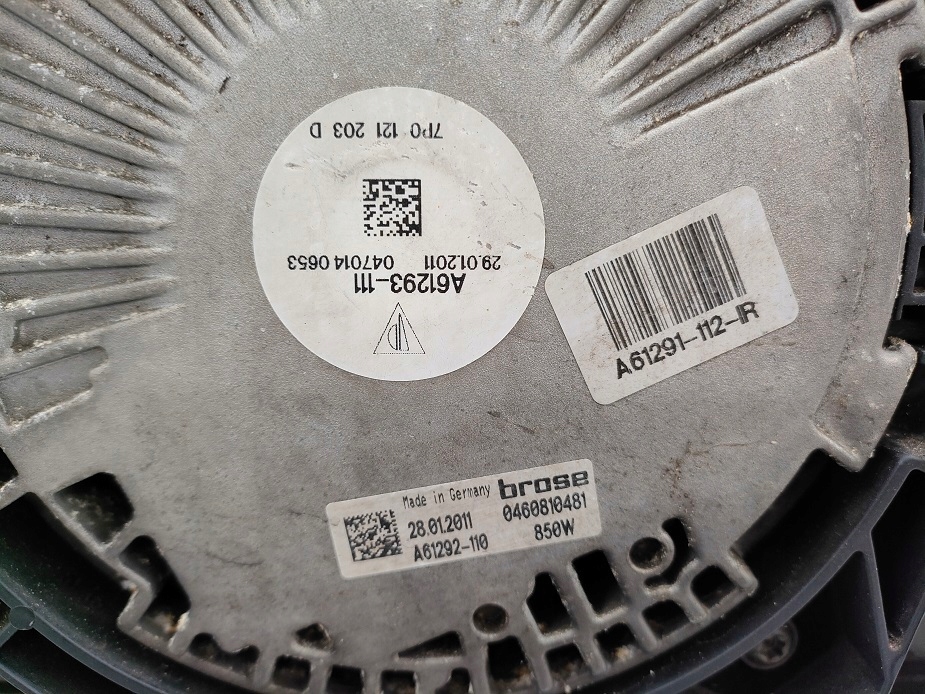 7P0 121 203 D
29.01.2011 047014 0653
A61293-111
A61291-112-IR
Made in Germany brose
28.01.2011 0460810481
A61292-110 850W